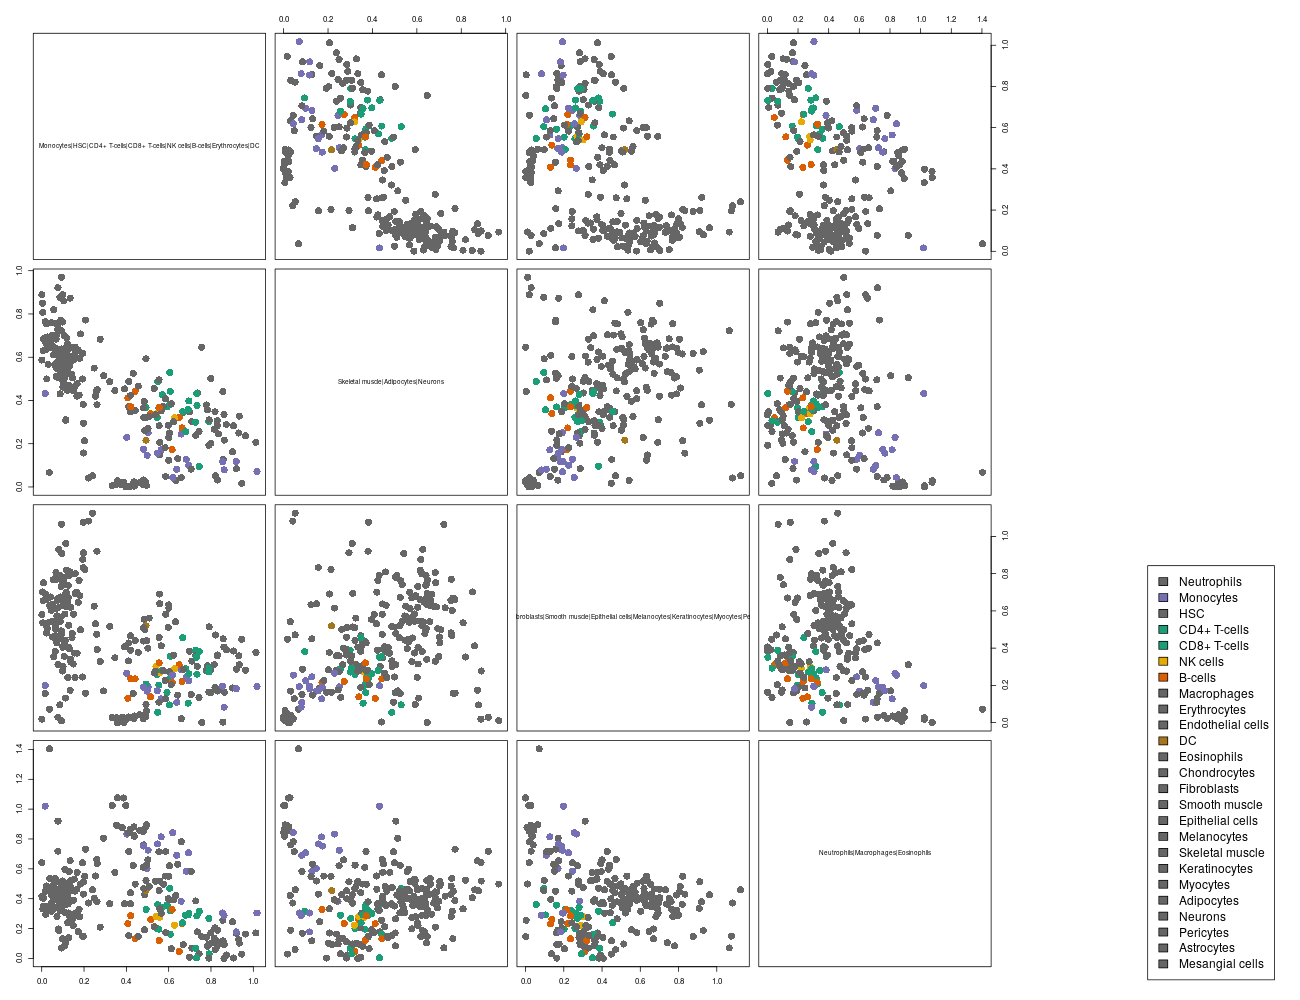 0.0 0.2 0.4 0.6 0.8 1.0
0.0 0.2 0.4 0.6 0.8 1.0 1.2 1.4
Monocytes|HSC|CD4+ T-cells|CD8+ T-cells|NK cells|B-cells|Erythrocytes|DC
1.0
0.8
0.6
0.4
0.2
0.0
1.0
0.8
0.6
0.4
0.2
0.0
Skeletal muscle|Adipocytes|Neurons
broblasts|Smooth muscle|Epithelial cells|Melanocytes|Keratinocytes|Myocytes|Pe
1.0
0.8
0.6
0.4
0.2
0.0
1.4
1.2
1.0
0.8
0.6
0.4
0.2
0.0
Neutrophils|Macrophages|Eosinophils
0.0 0.2 0.4 0.6 0.8 1.0
0.0 0.2 0.4 0.6 0.8 1.0
Neutrophils
Monocytes
HSC
CD4+ T-cells
CD8+ T-cells
NK cells
B-cells
Macrophages
Erythrocytes
Endothelial cells
DC
Eosinophils
Chondrocytes
Fibroblasts
Smooth muscle
Epithelial cells
Melanocytes
Skeletal muscle
Keratinocytes
Myocytes
Adipocytes
Neurons
Pericytes
Astrocytes
Mesangial cells